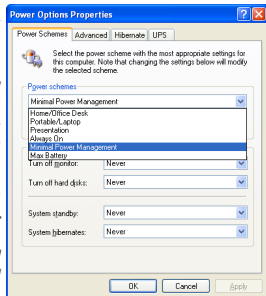 Power Options Properties
Power Schemes Advanced Hibernate UPS
Select the power scheme with the most appropriate settings for
this computer. Note that changing the settings below will modify
the selected scheme.
Power schemes
Minimal Power Management
Home/Office Desk
Portable/Laptop
Presentation
Always On
Minimal Power Management
Max Battery
Turn off monitor: Never
Turn off hard disks: Never
System standby: Never
System hibernates: Never
OK Cancel Apply